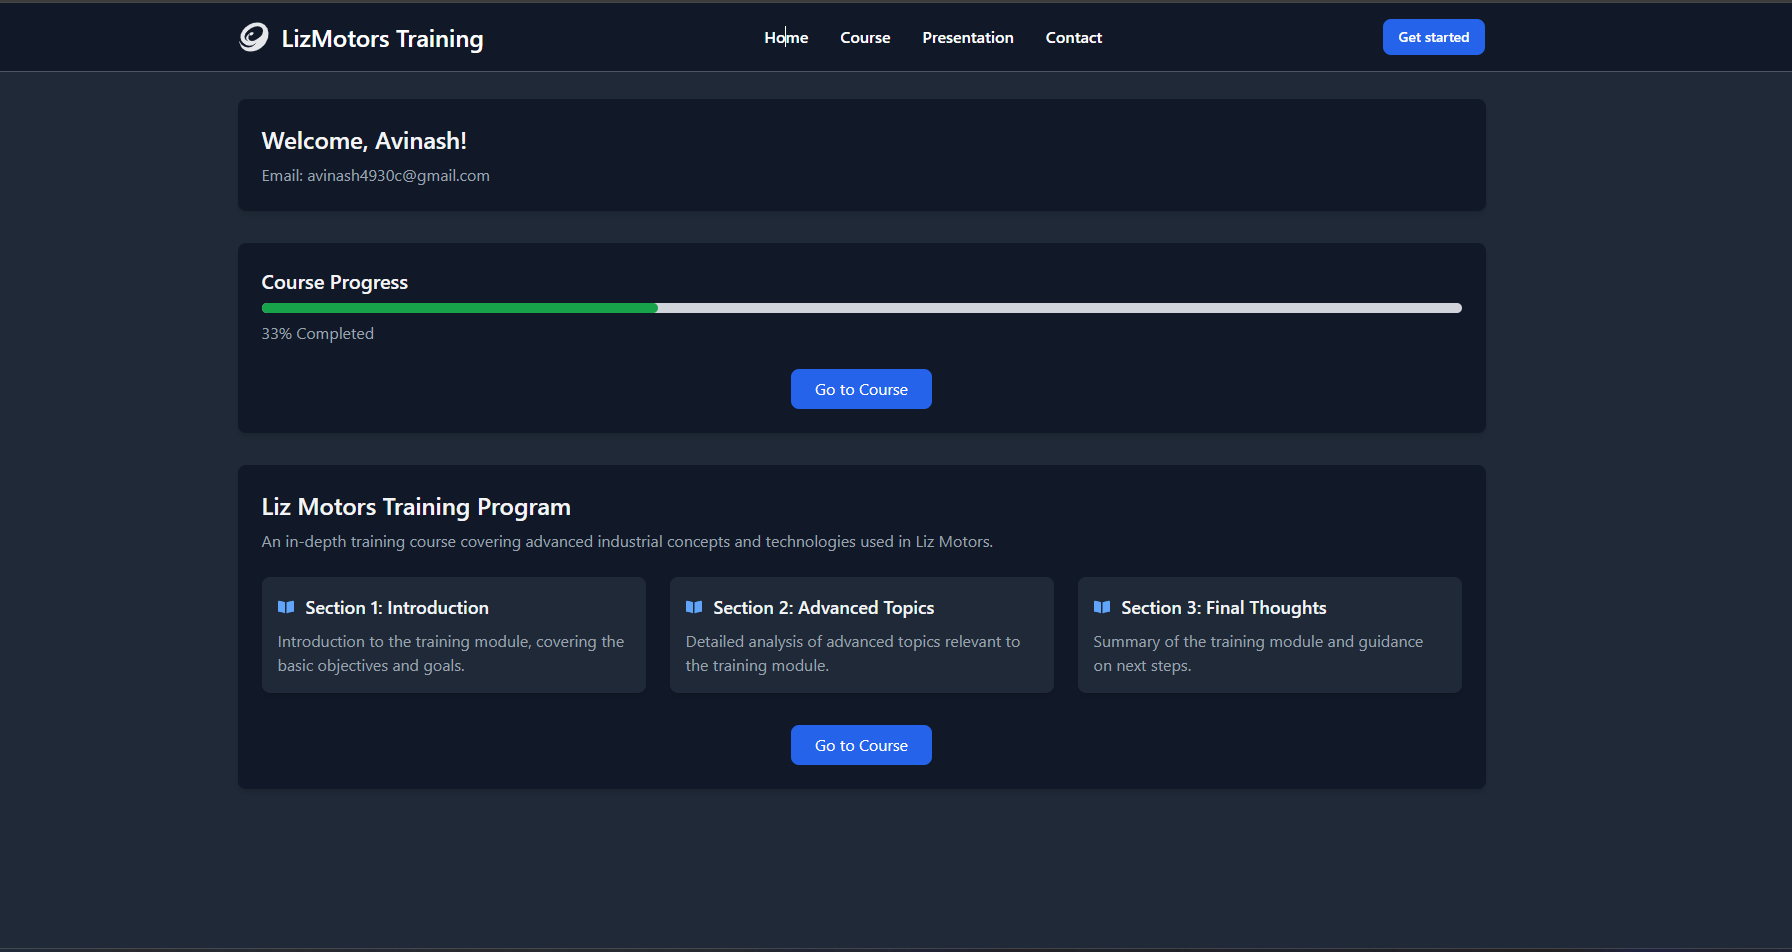 LizMotors Training
Home
Course
Presentation
Contact
Get started
Welcome, Avinash!
Email: avinash4930c@gmail.com
Course Progress
33% Completed
Go to Course
Liz Motors Training Program
An in-depth training course covering advanced industrial concepts and technologies used in Liz Motors.
Section 1: Introduction
Introduction to the training module, covering the
basic objectives and goals.
Section 2: Advanced Topics
Detailed analysis of advanced topics relevant to
the training module.
Section 3: Final Thoughts
Summary of the training module and guidance
on next steps.
Go to Course